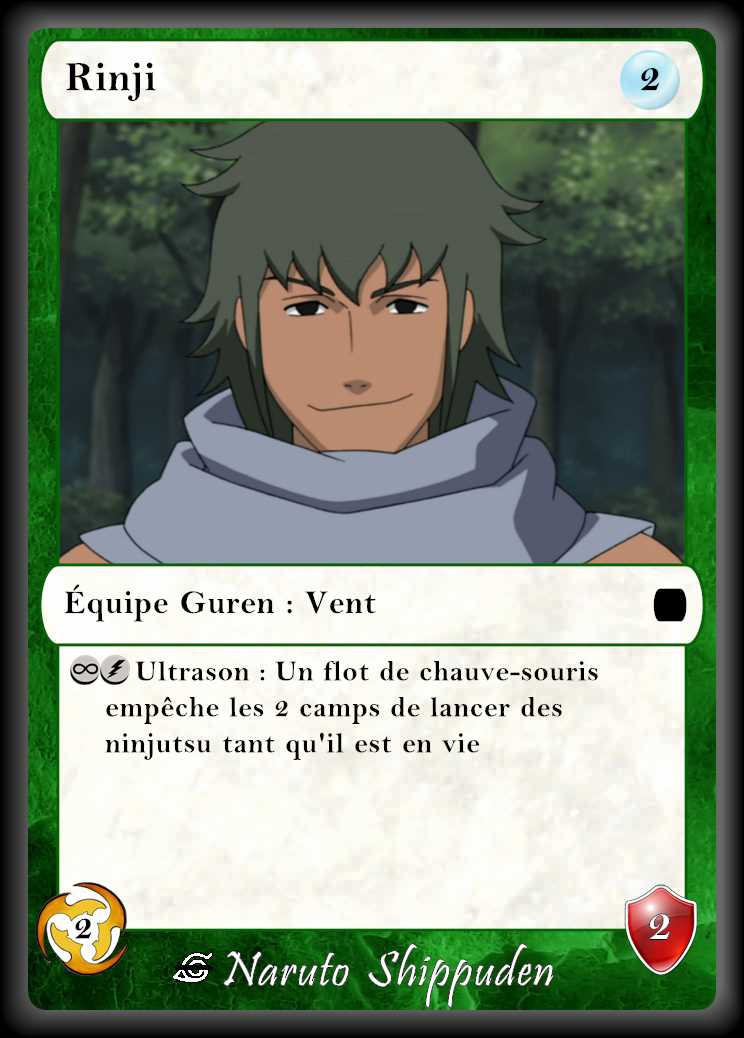 Rinji
2
Équipe Guren : Vent
Ultrason : Un flot de chauve-souris
empêche les 2 camps de lancer des
ninjutsu tant qu'il est en vie
2
2
Naruto Shippuden